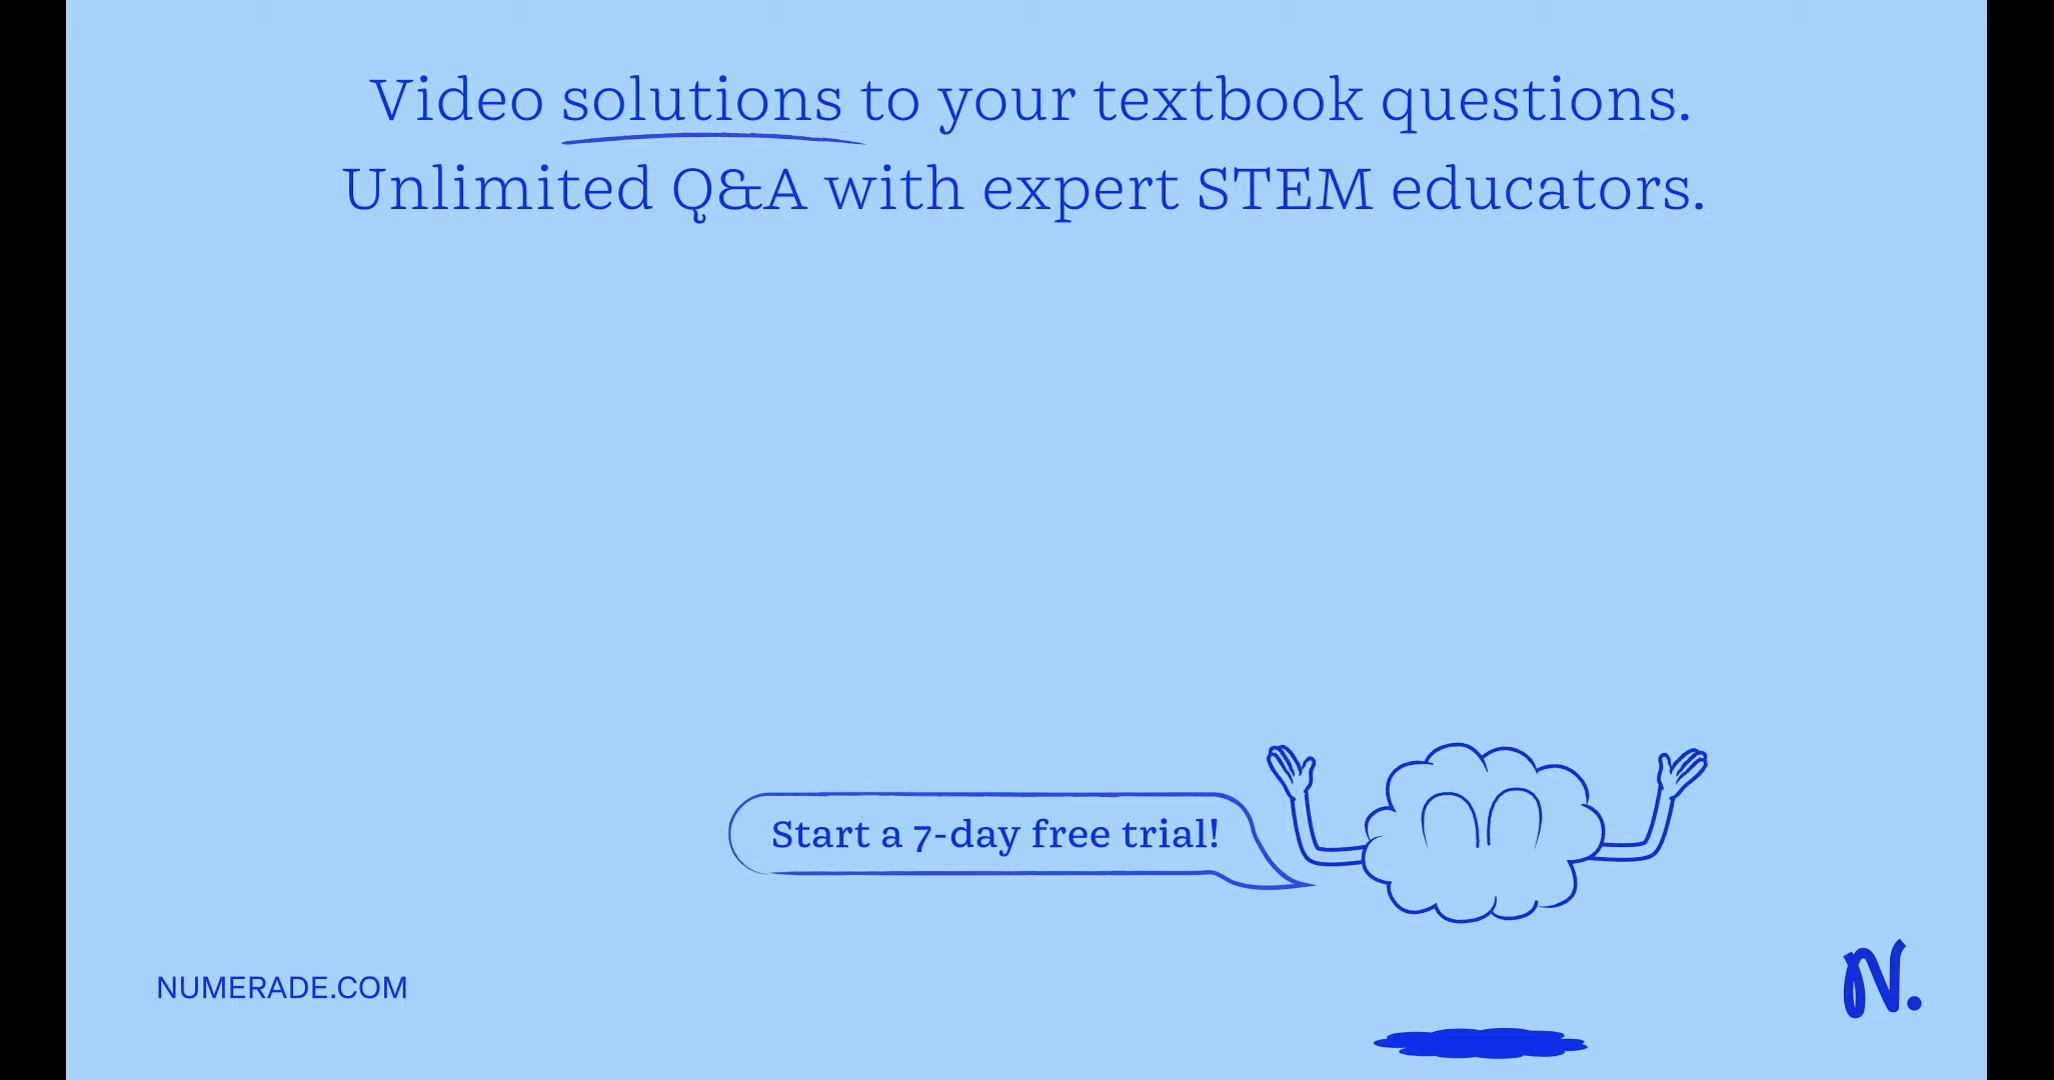 Video solutions to your textbook questions.
Unlimited Q&A with expert STEM educators.
Start a 7-day free trial!
NUMERADE.COM
N.